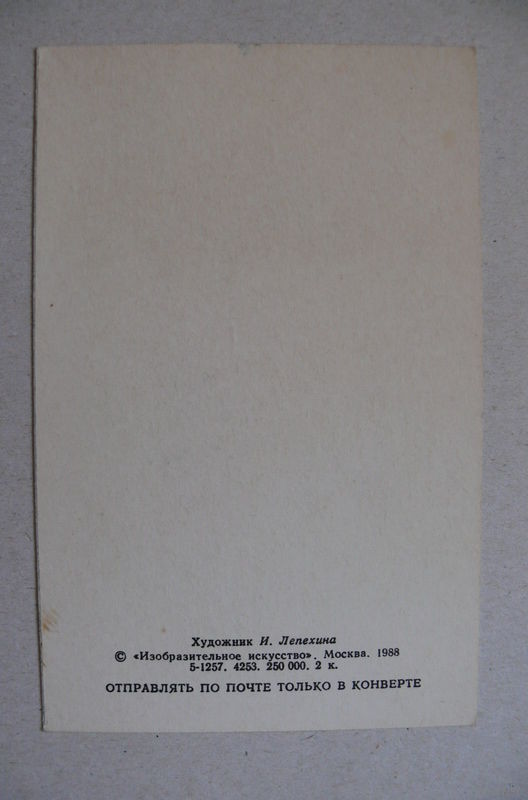 Художник И. Лепехина
© «Изобразительное искусство». Москва. 1988
5-1257. 4253. 250 000. 2 к.
ОТПРАВЛЯТЬ ПО ПОЧТЕ ТОЛЬКО В КОНВЕРТЕ